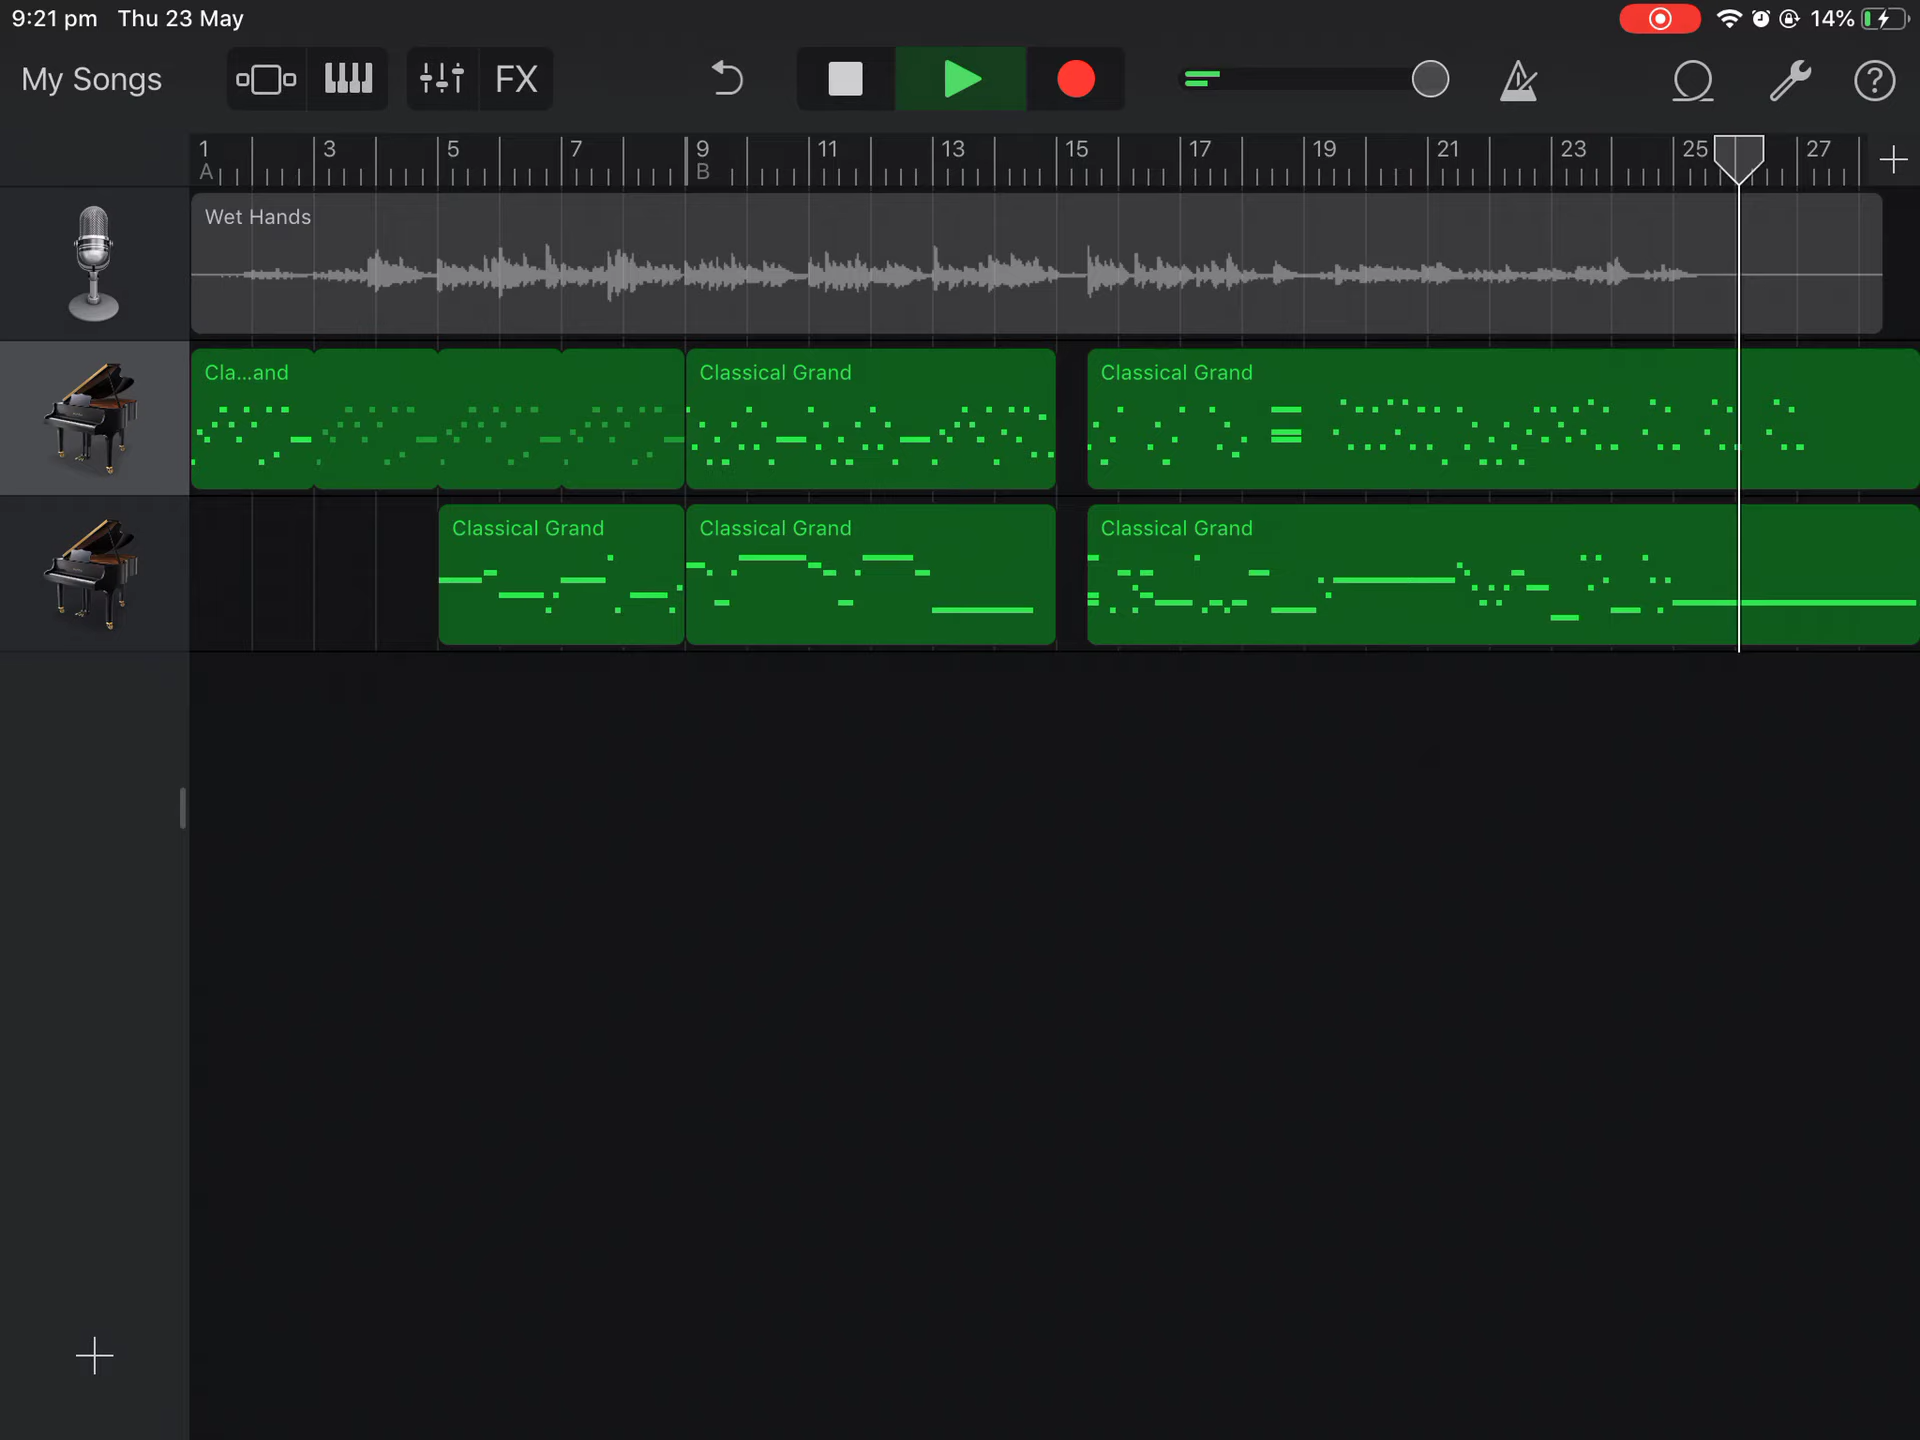 9:21 pm Thu 23 May 14%
My Songs FX ?
1 3 5 7 9 11 13 15 17 19 21 23 25 27
A B
Wet Hands
Cla...and Classical Grand Classical Grand
Classical Grand Classical Grand Classical Grand